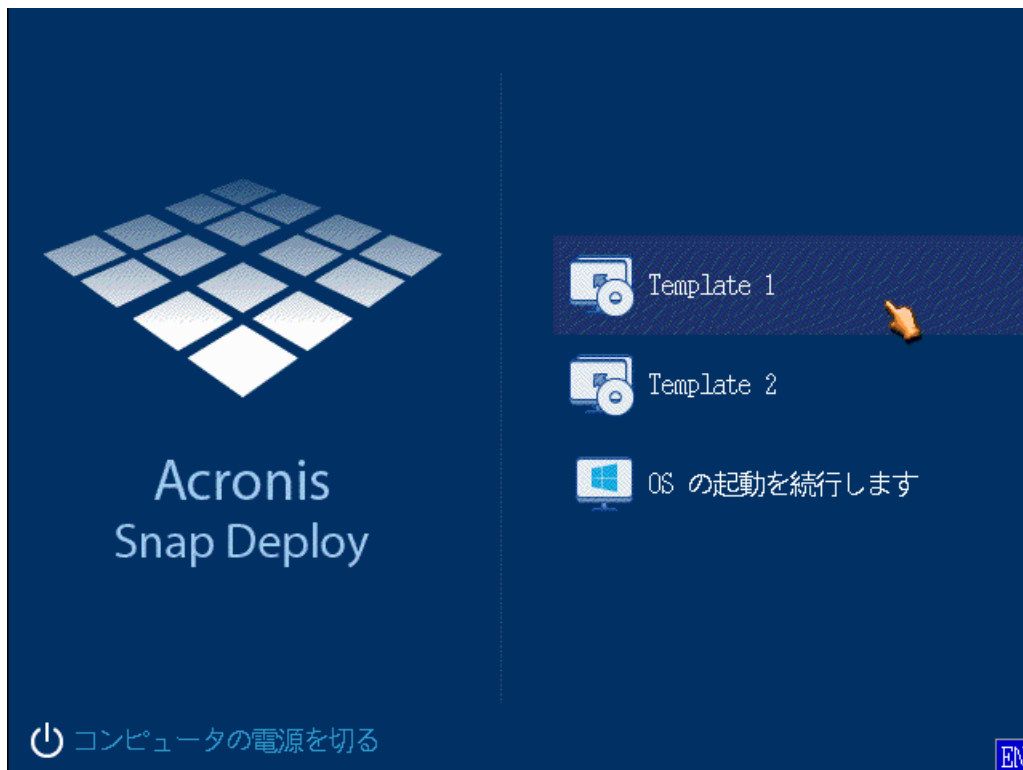 Acronis
Snap Deploy
Template 1
Template 2
OS の起動を続行します
コンピュータの電源を切る
EN